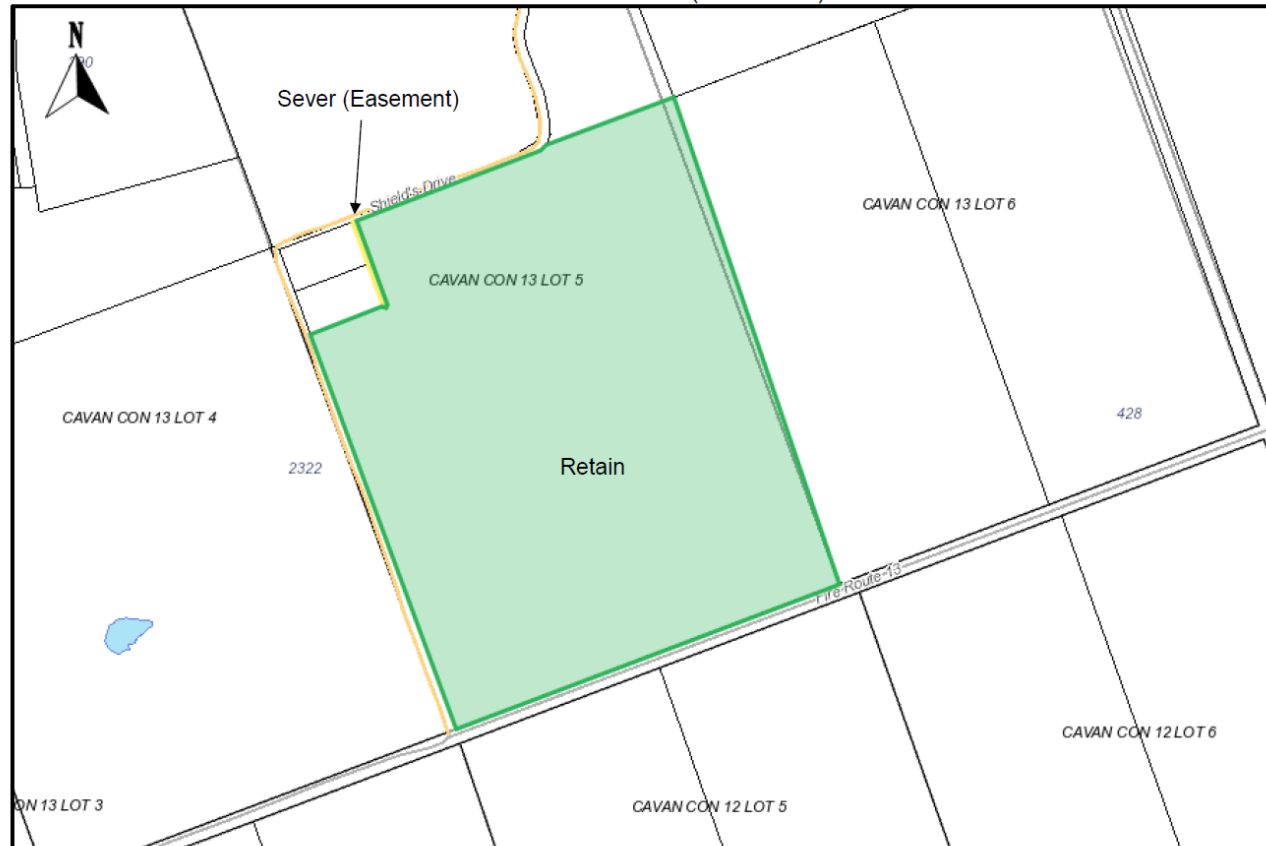 N
Sever (Easement)
Shield's Drive
CAVAN CON 13 LOT 6
CAVAN CON 13 LOT 5
CAVAN CON 13 LOT 4
428
2322
Retain
Fire Route 13
CAVAN CON 12 LOT 6
ON 13 LOT 3
CAVAN CON 12 LOT 5